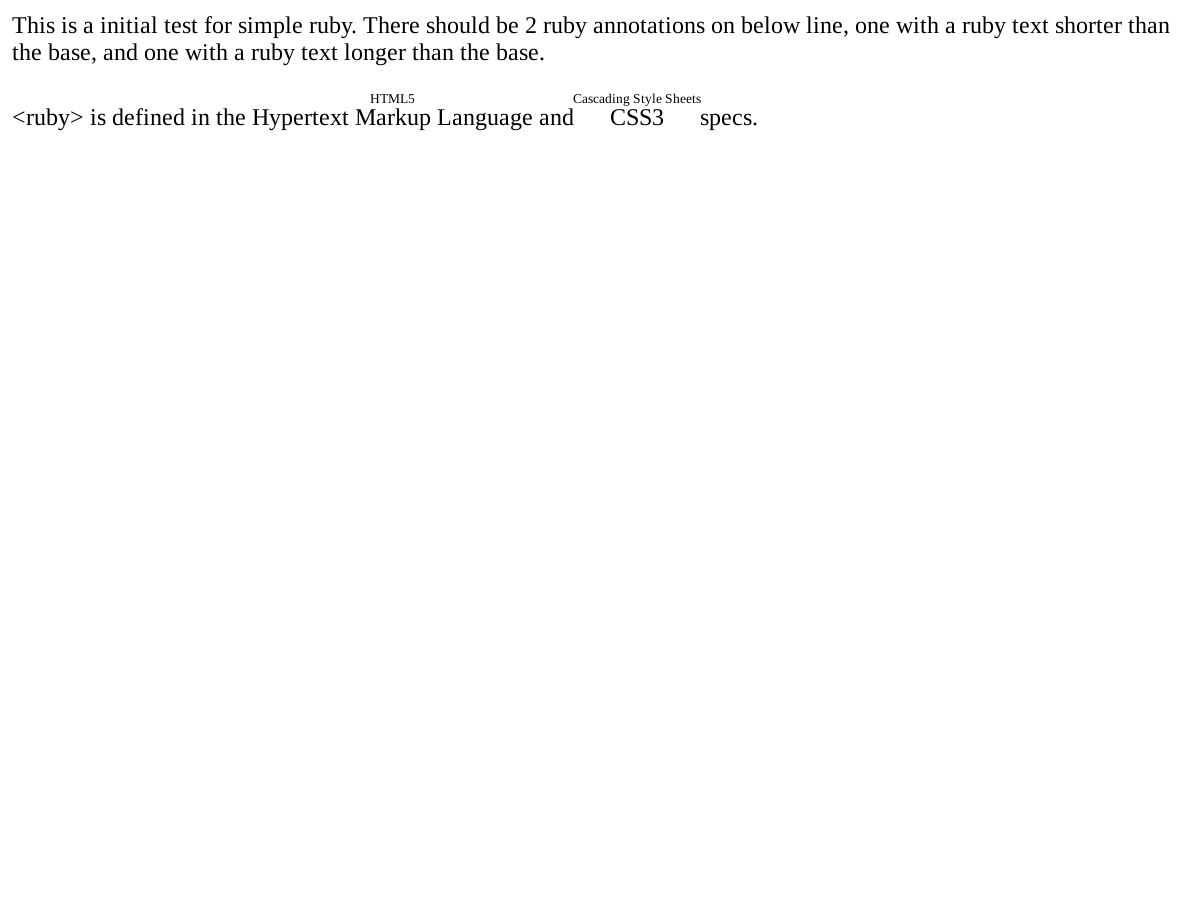 This is a initial test for simple ruby. There should be 2 ruby annotations on below line, one with a ruby text shorter than
the base, and one with a ruby text longer than the base.
HTML5 Cascading Style Sheets
<ruby> is defined in the Hypertext Markup Language and CSS3 specs.